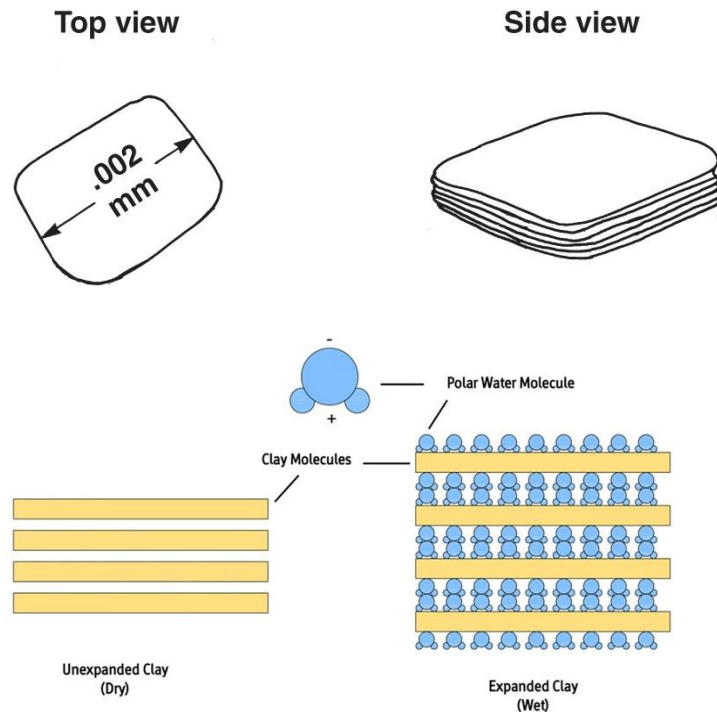 Top view
Side view
.002
mm
-
+
Polar Water Molecule
Clay Molecules
Unexpanded Clay
(Dry)
Expanded Clay
(Wet)